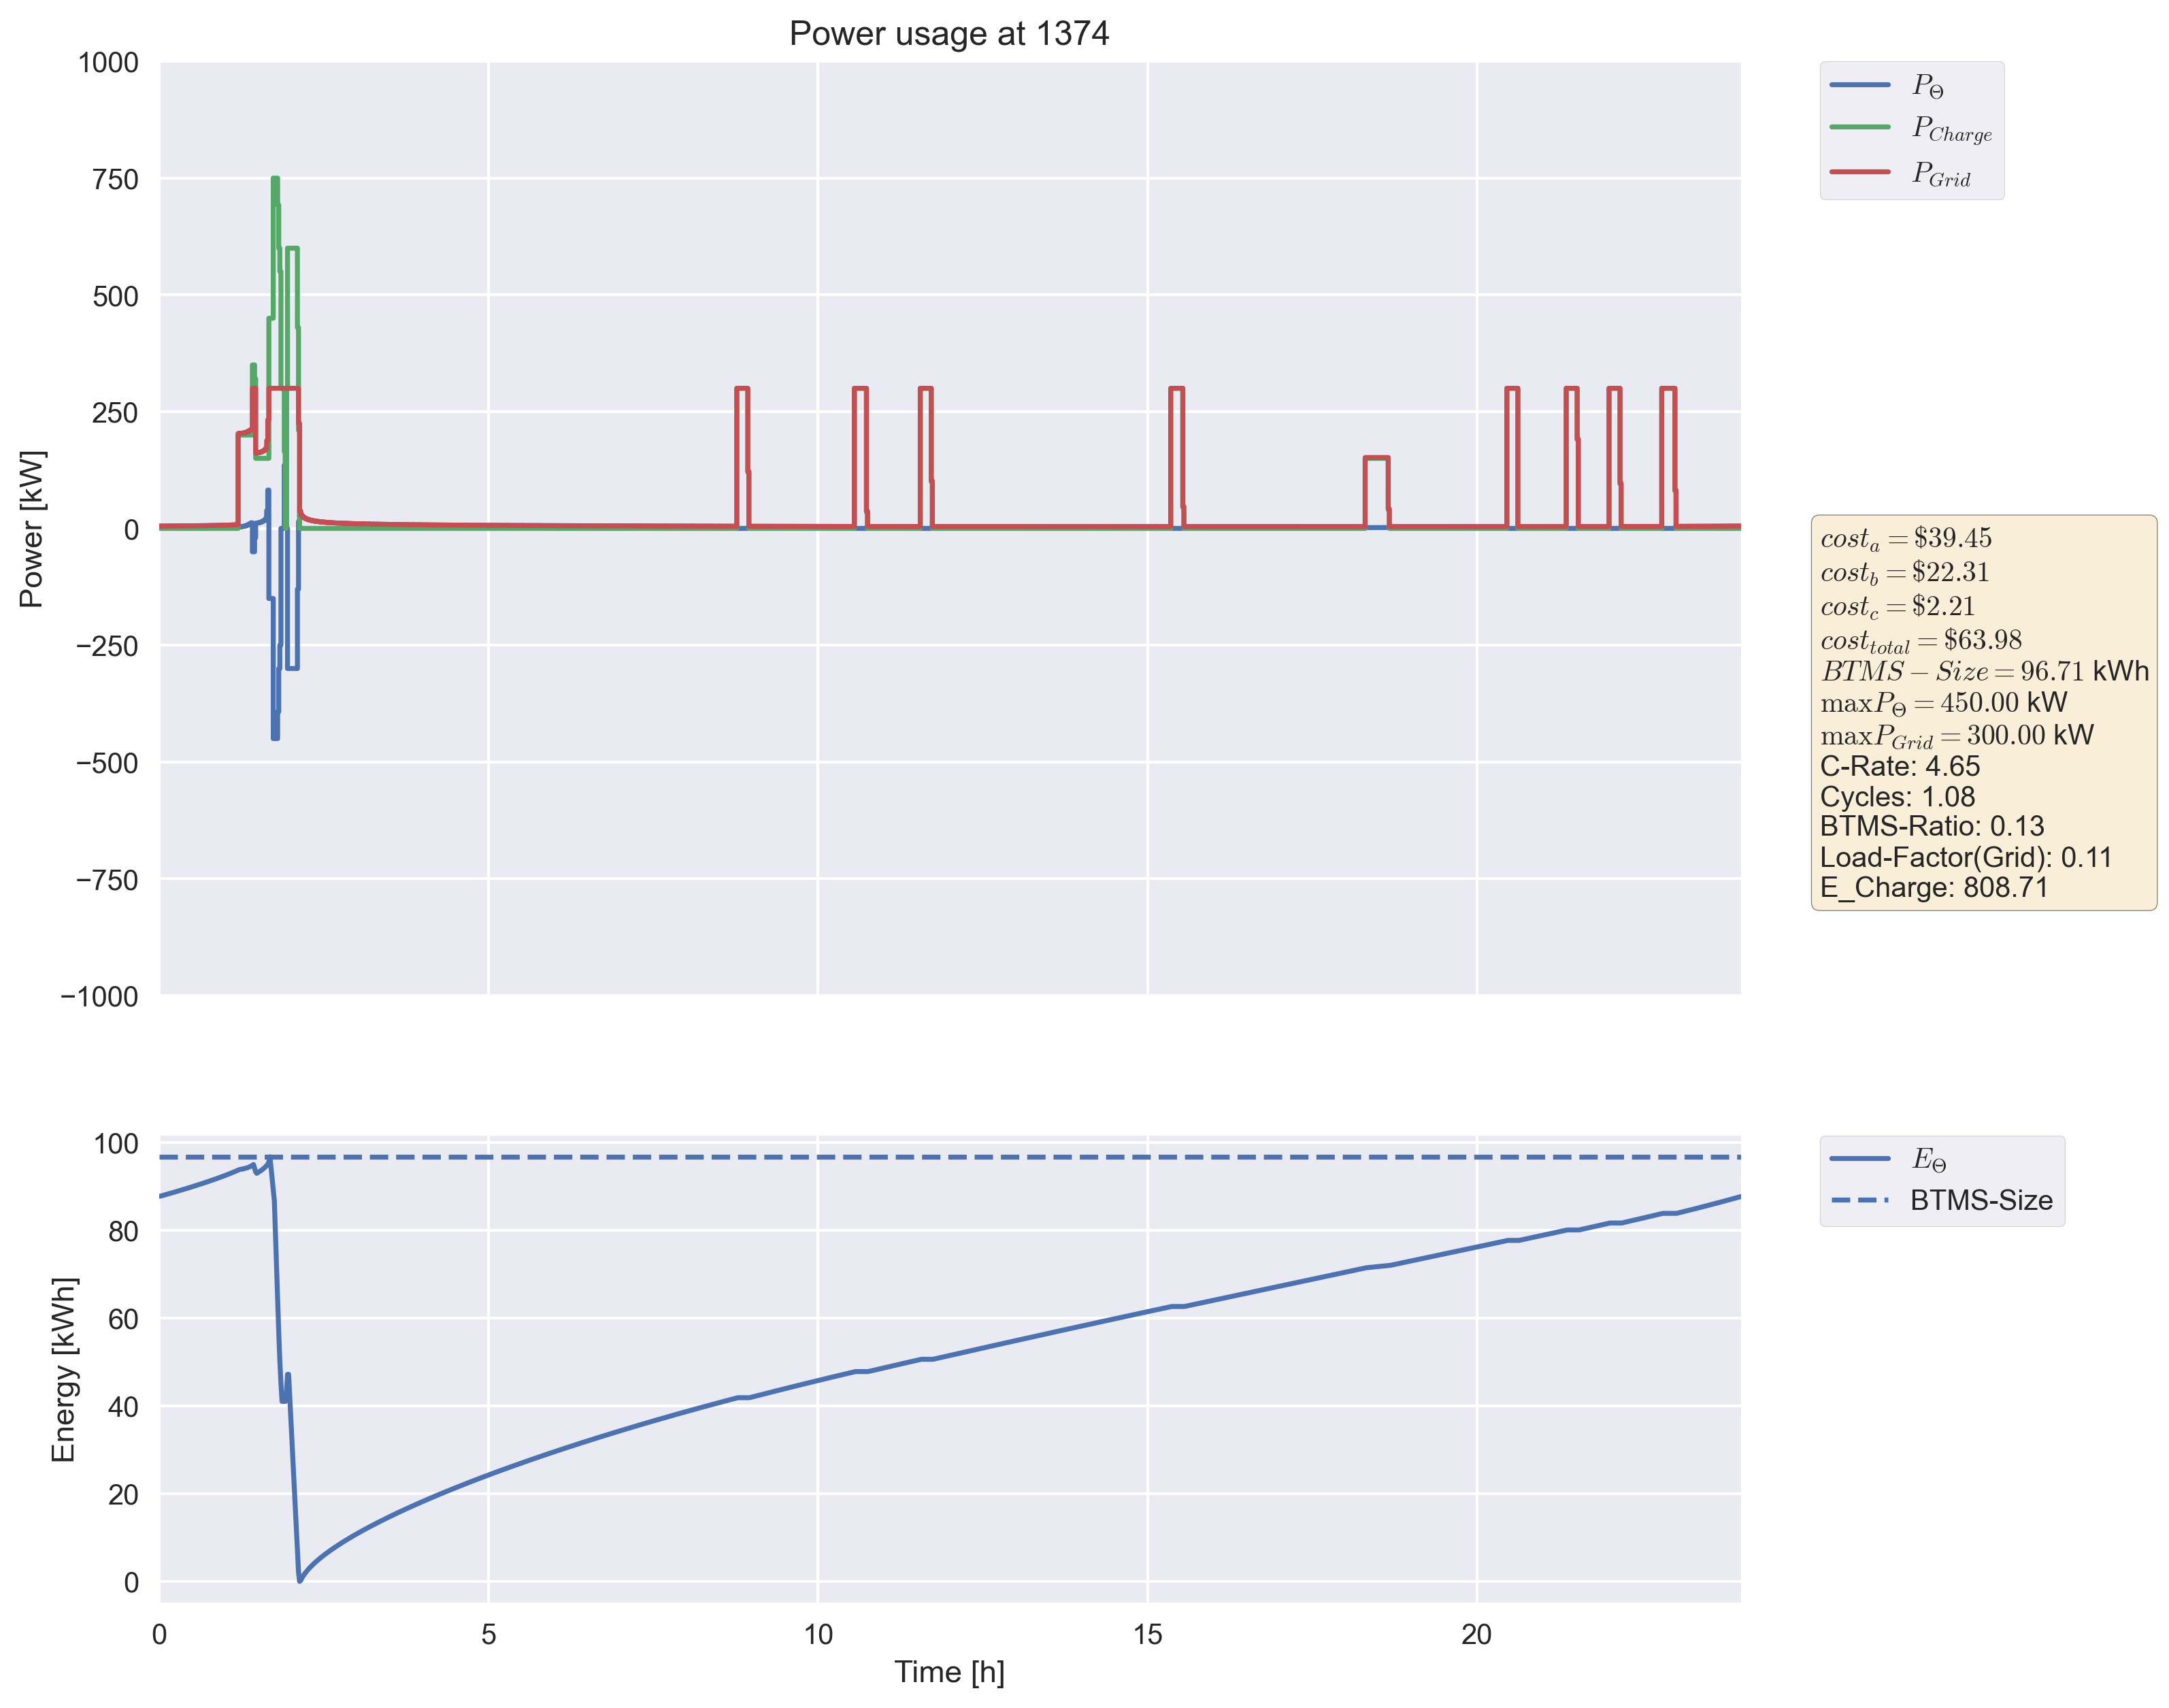 Power usage at 1374
1000
750
500
250
0
−250
−500
−750
−1000
Power [kW]
P_Θ
P_Charge
P_Grid
cost_a = $39.45
cost_b = $22.31
cost_c = $2.21
cost_total = $63.98
BTMS − Size = 96.71 kWh
maxP_Θ = 450.00 kW
maxP_Grid = 300.00 kW
C-Rate: 4.65
Cycles: 1.08
BTMS-Ratio: 0.13
Load-Factor(Grid): 0.11
E_Charge: 808.71
100
80
60
40
20
0
Energy [kWh]
E_Θ
BTMS-Size
0 5 10 15 20
Time [h]